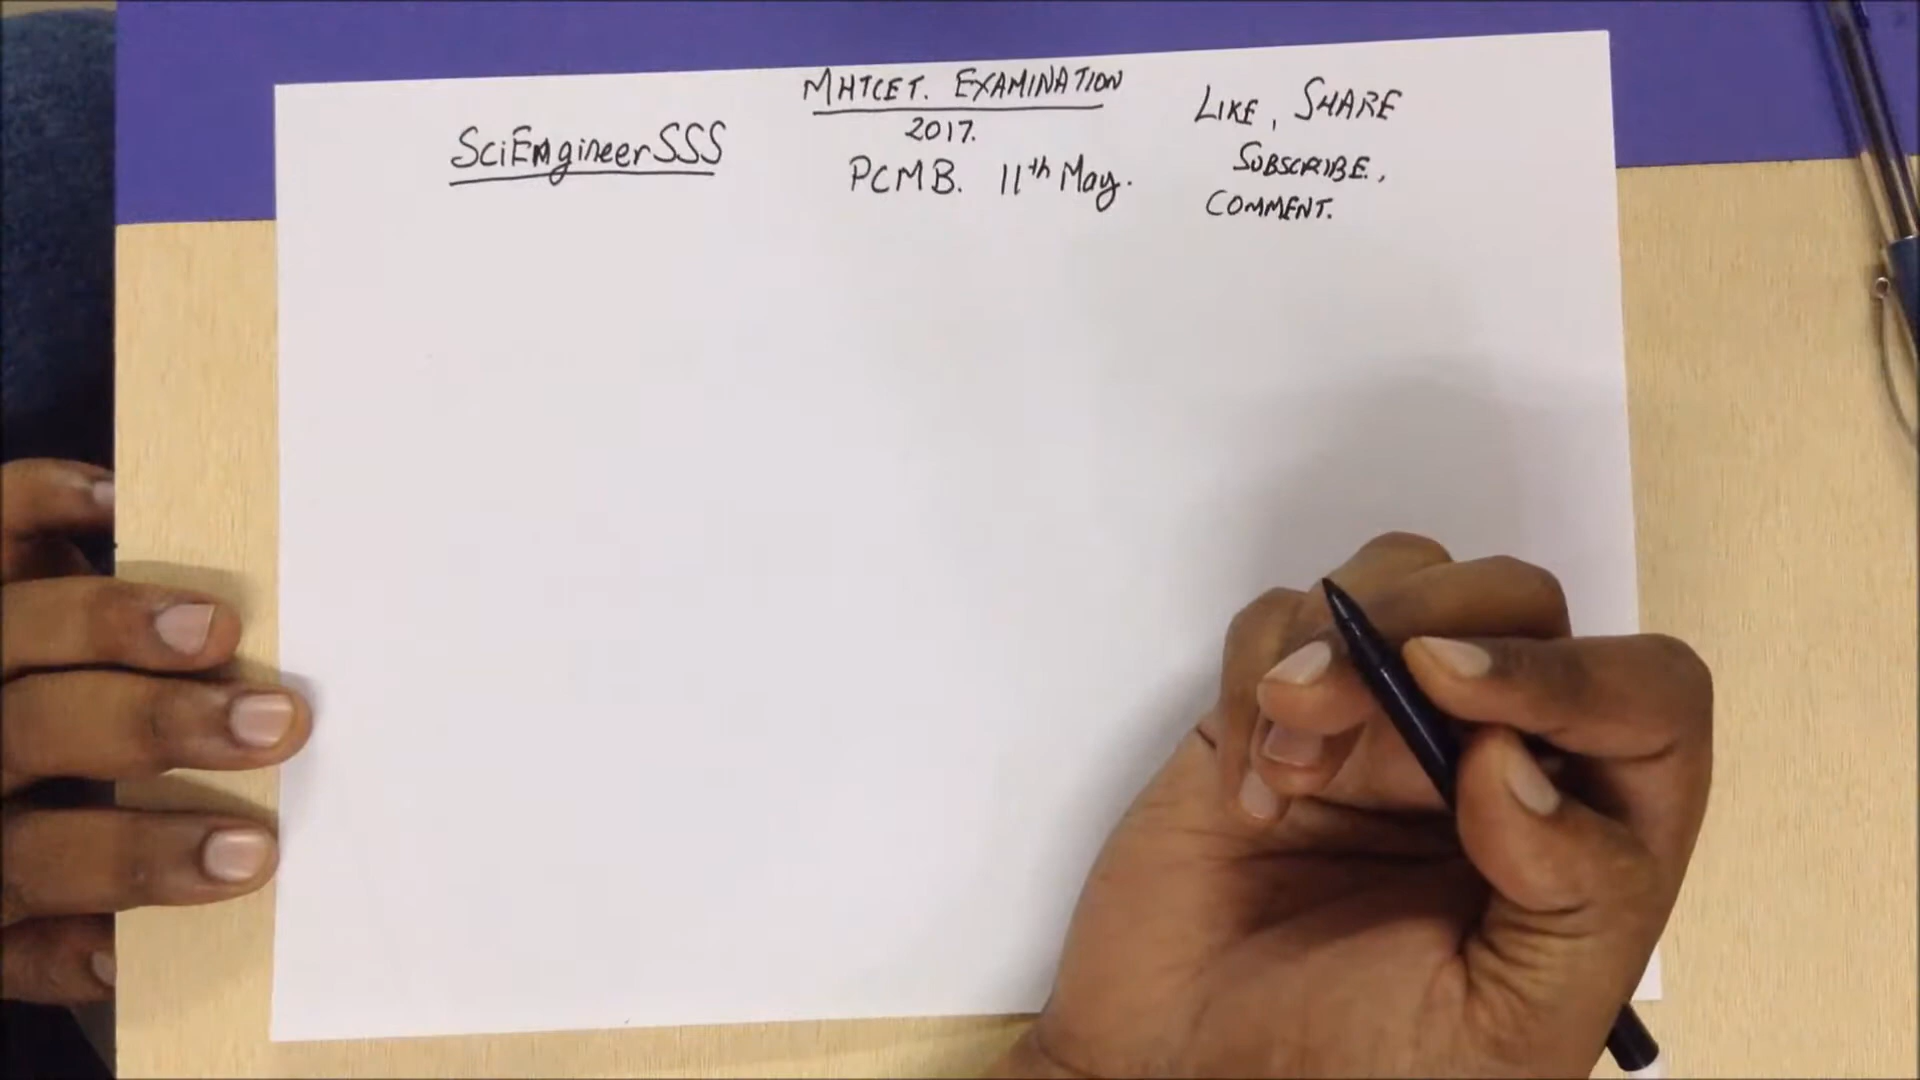 SciEngineerSSS
MHTCET. EXAMINATION
2017.
PCMB. 11th May.
LIKE, SHARE
SUBSCRIBE.,
COMMENT.